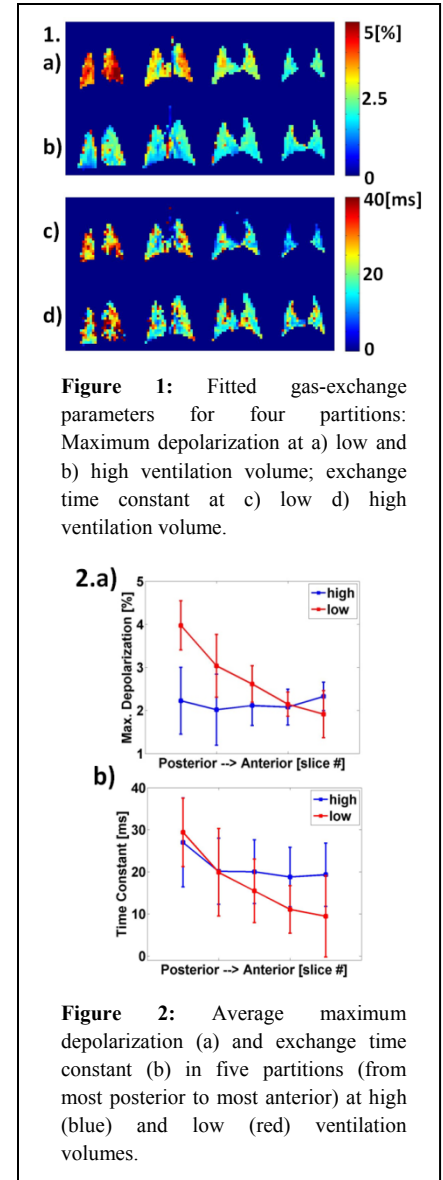 1.
a)
b)
c)
d)
5[%]
2.5
0
40[ms]
20
0
Figure 1: Fitted gas-exchange
parameters for four partitions:
Maximum depolarization at a) low and
b) high ventilation volume; exchange
time constant at c) low d) high
ventilation volume.
2.a)
5
4
3
2
1
Max. Depolarization [%]
high
low
Posterior --> Anterior [slice #]
b)
40
30
20
10
0
Time Constant [ms]
high
low
Posterior --> Anterior [slice #]
Figure 2: Average maximum
depolarization (a) and exchange time
constant (b) in five partitions (from
most posterior to most anterior) at high
(blue) and low (red) ventilation
volumes.